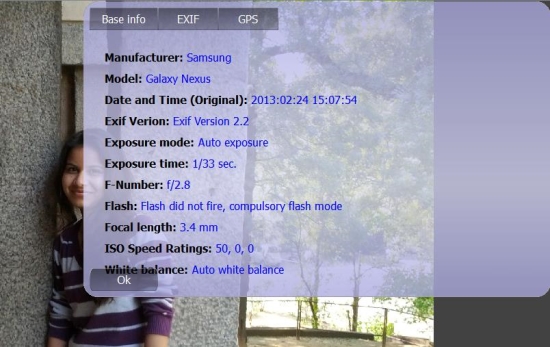 Base info EXIF GPS
Manufacturer: Samsung
Model: Galaxy Nexus
Date and Time (Original): 2013:02:24 15:07:54
Exif Verion: Exif Version 2.2
Exposure mode: Auto exposure
Exposure time: 1/33 sec.
F-Number: f/2.8
Flash: Flash did not fire, compulsory flash mode
Focal length: 3.4 mm
ISO Speed Ratings: 50, 0, 0
White balance: Auto white balance
Ok